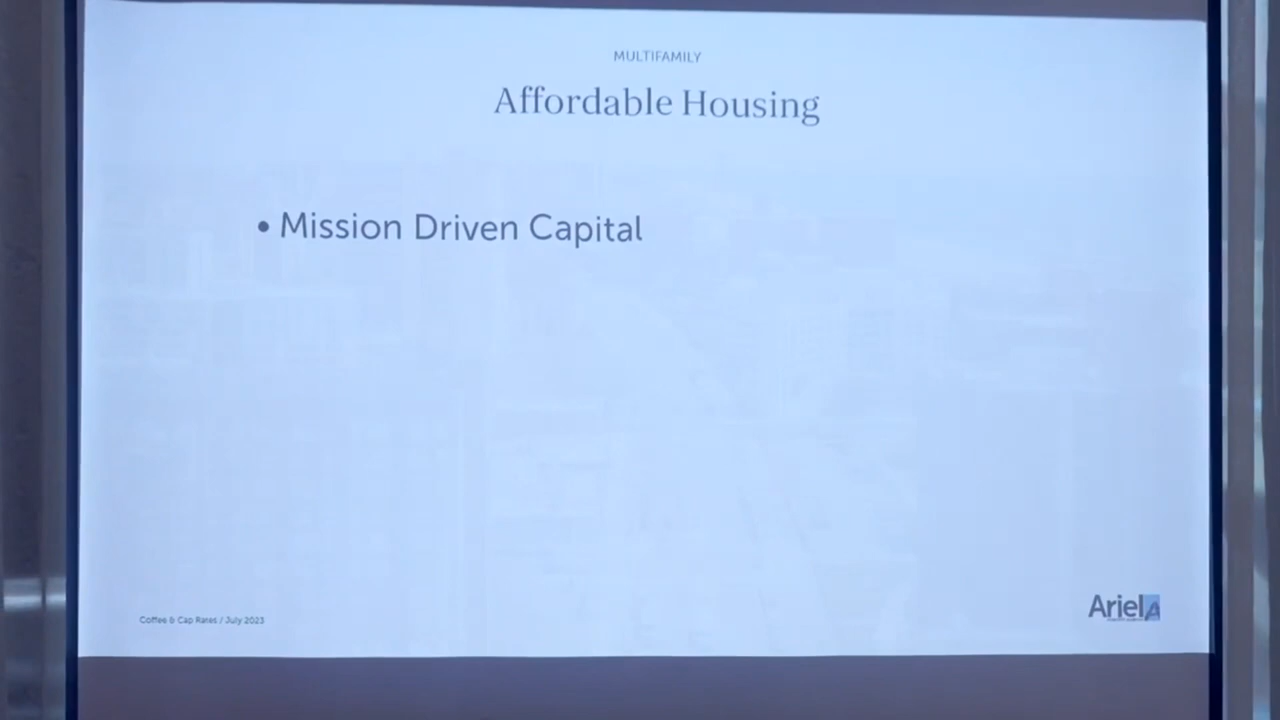 MULTIFAMILY
Affordable Housing
• Mission Driven Capital
Coffee & Cap Rates / July 2023
Ariel